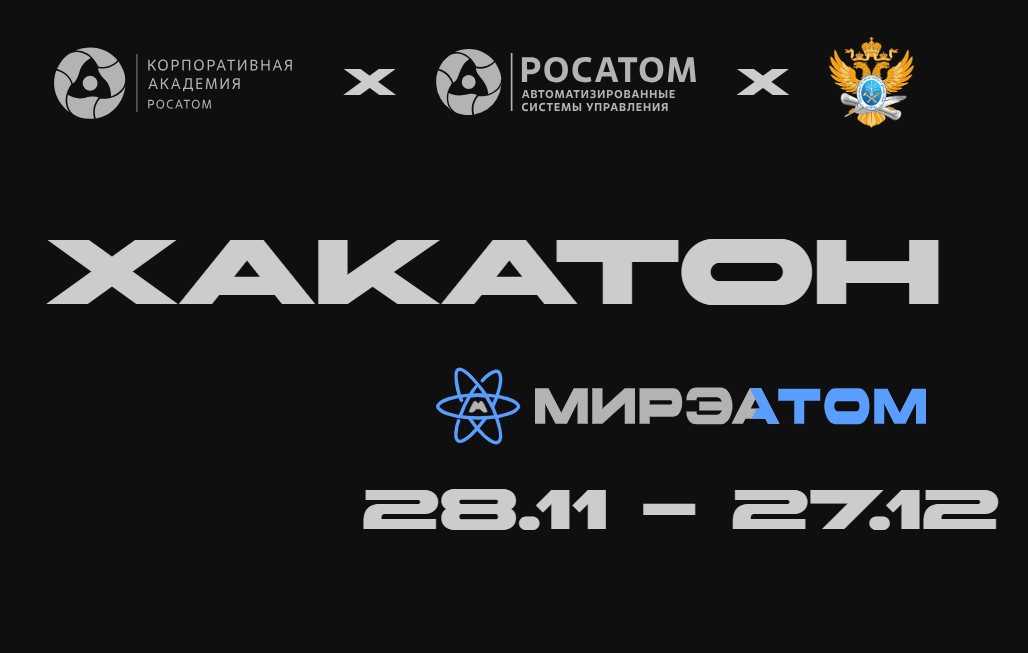 КОРПОРАТИВНАЯ
АКАДЕМИЯ
РОСАТОМ
X
РОСАТОМ
АВТОМАТИЗИРОВАННЫЕ
СИСТЕМЫ УПРАВЛЕНИЯ
X
ХАКАТОН
МИРЭАТОМ
28.11 – 27.12